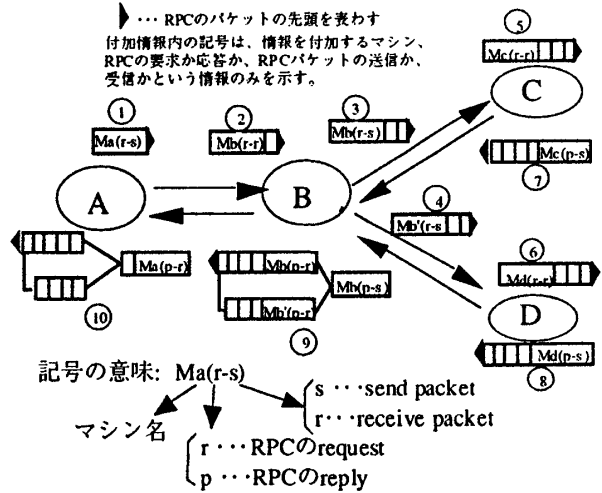 ･･･ RPCのパケットの先頭を表わす
付加情報内の記号は、情報を付加するマシン、
RPCの要求か応答か、RPCパケットの送信か、
受信かという情報のみを示す。
①
Ma(r-s)
②
Mb(r-r)
③
Mb(r-s)
⑤
Mc(r-r)
C
Mc(p-s)
⑦
A
B
④
Mb'(r-s
⑥
Md(r-r)
D
Md(p-s)
⑧
Ma(p-r)
⑩
Mb(p-r)
Mb'(p-r)
Mb(p-s)
⑨
記号の意味: Ma(r-s)
マシン名
s ･･･send packet
r･･･receive packet
r ･･･RPCのrequest
p ･･･RPCのreply